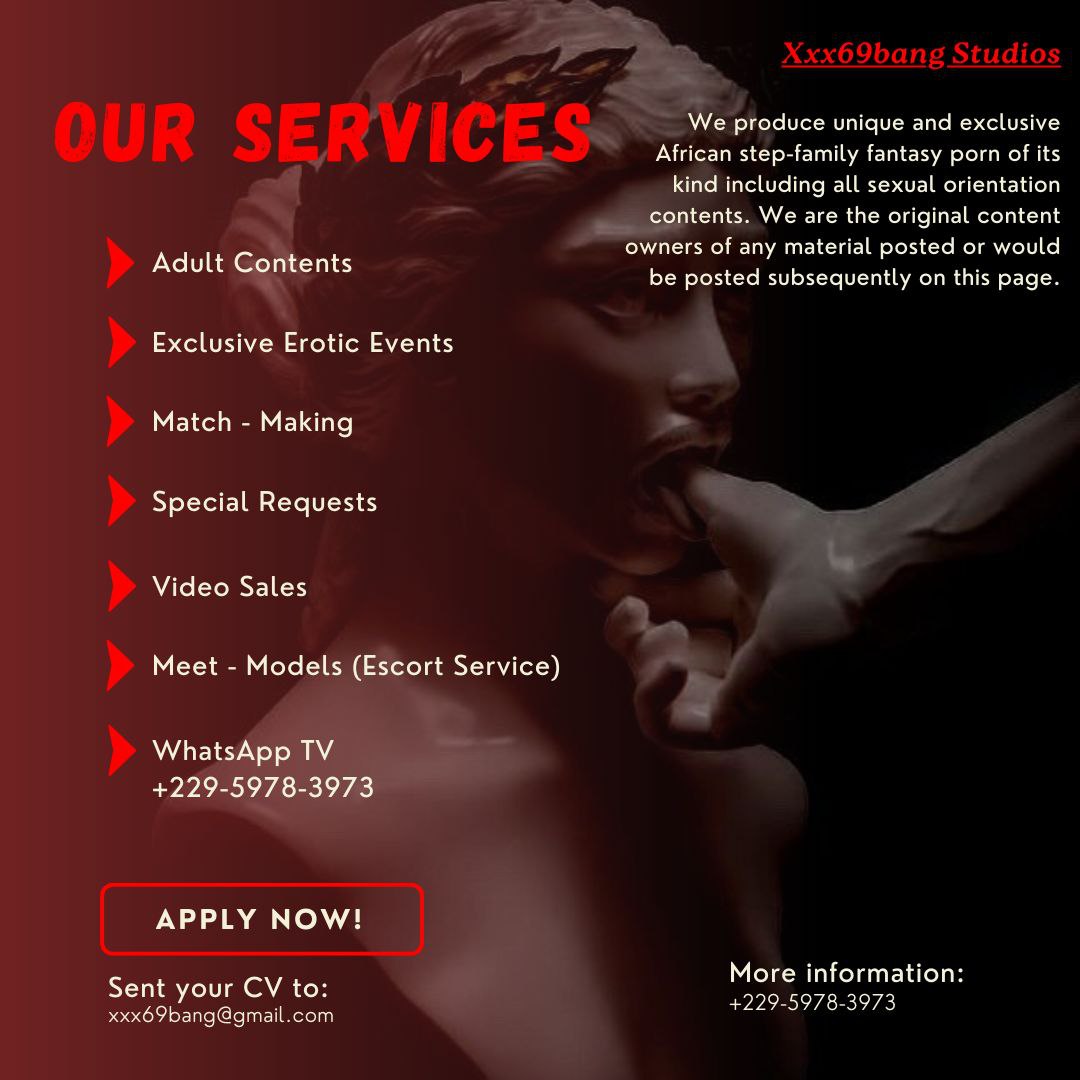 Xxx69bang Studios
OUR SERVICES
We produce unique and exclusive
African step-family fantasy porn of its
kind including all sexual orientation
contents. We are the original content
owners of any material posted or would
be posted subsequently on this page.
Adult Contents
Exclusive Erotic Events
Match - Making
Special Requests
Video Sales
Meet - Models (Escort Service)
WhatsApp TV
+229-5978-3973
APPLY NOW!
Sent your CV to:
xxx69bang@gmail.com
More information:
+229-5978-3973